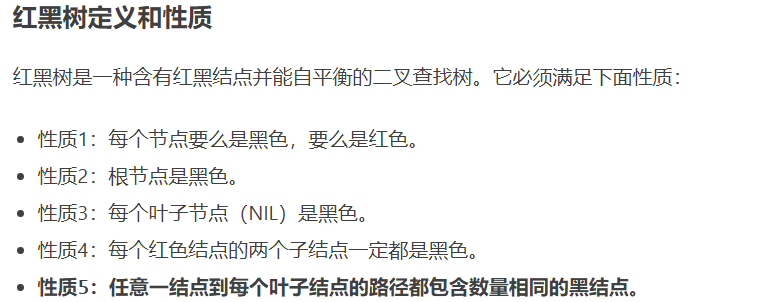 红黑树定义和性质
红黑树是一种含有红黑结点并能自平衡的二叉查找树。它必须满足下面性质：
性质1：每个节点要么是黑色，要么是红色。
性质2：根节点是黑色。
性质3：每个叶子节点（NIL）是黑色。
性质4：每个红色结点的两个子结点一定都是黑色。
性质5：任意一结点到每个叶子结点的路径都包含数量相同的黑结点。